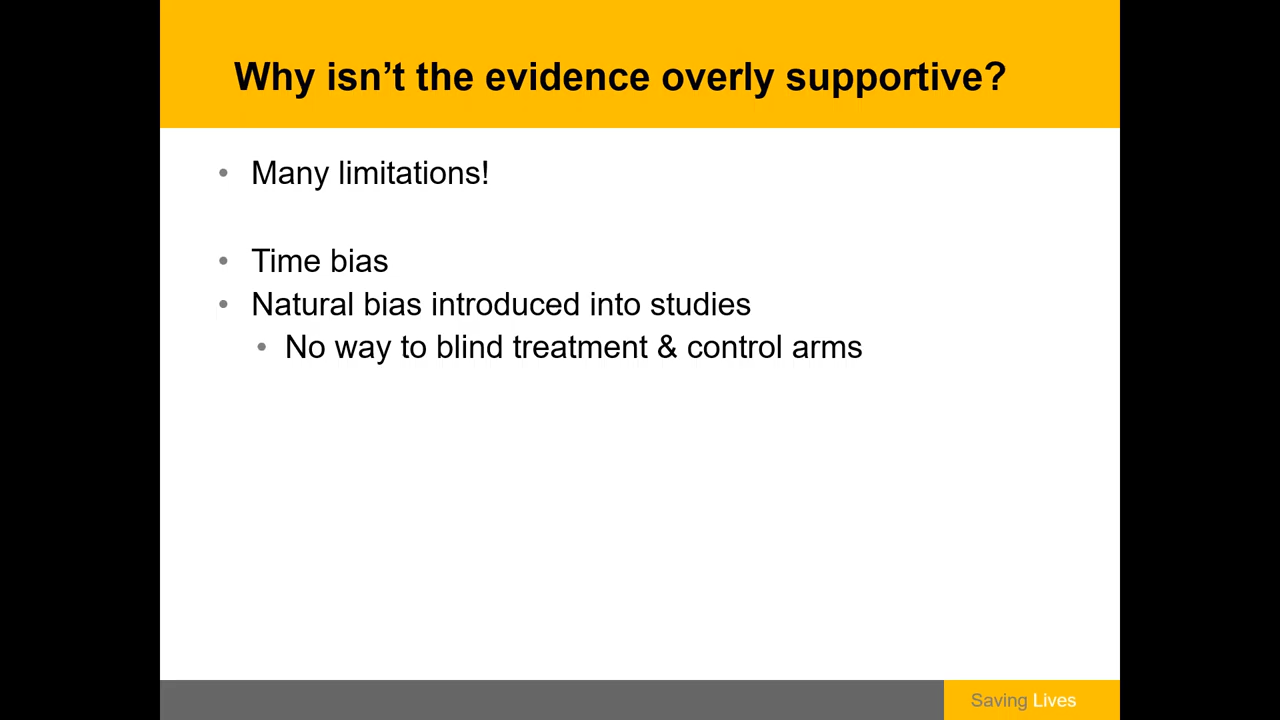 Why isn’t the evidence overly supportive?
• Many limitations!
• Time bias
• Natural bias introduced into studies
• No way to blind treatment & control arms
Saving Lives